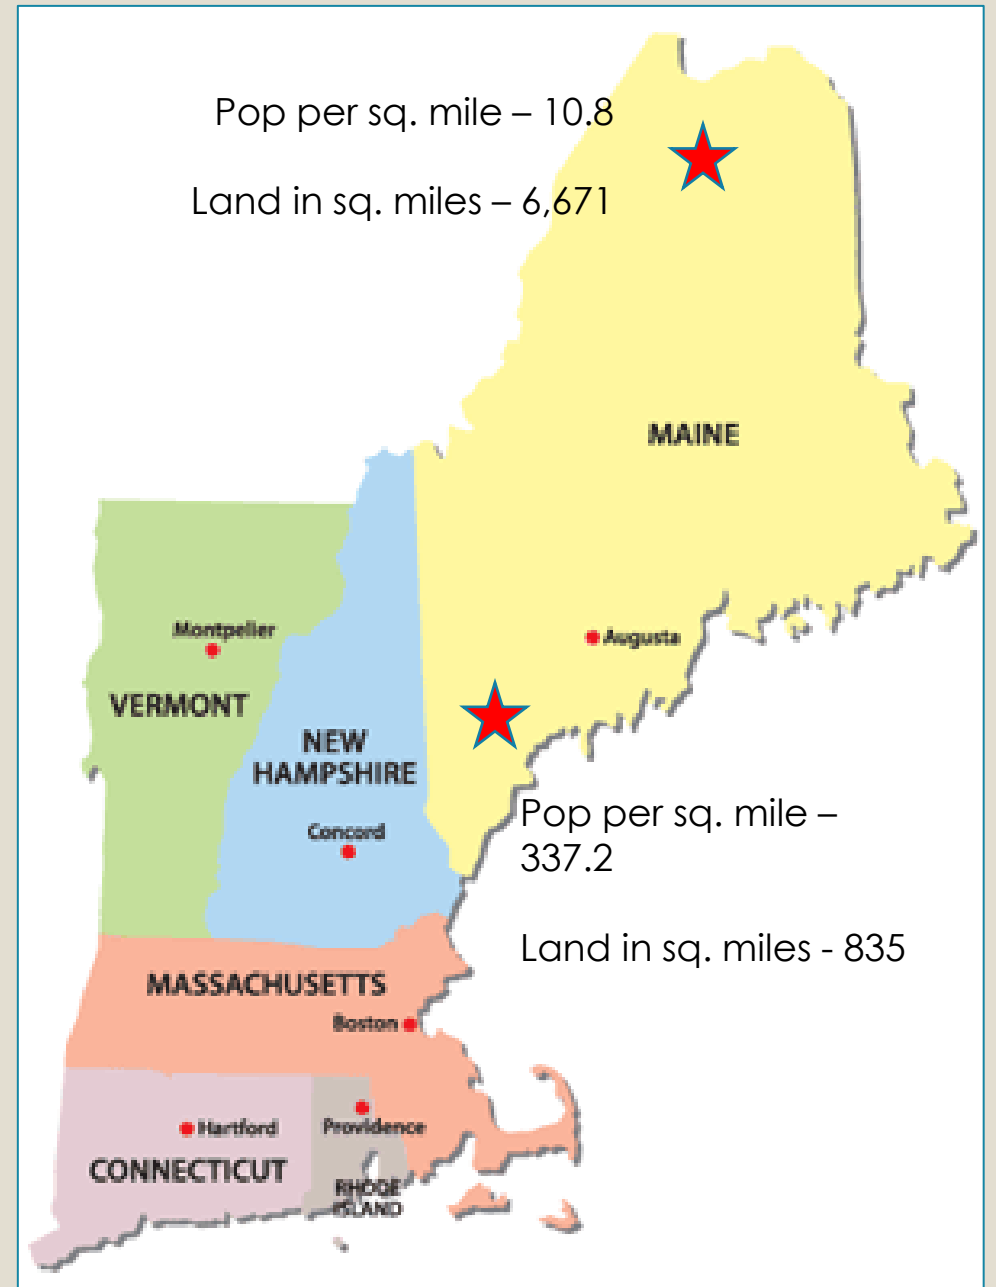 Pop per sq. mile – 10.8
Land in sq. miles – 6,671
MAINE
Montpelier
Augusta
VERMONT
NEW
HAMPSHIRE
Concord
Pop per sq. mile –
337.2
Land in sq. miles - 835
MASSACHUSETTS
Boston
Hartford
Providence
CONNECTICUT
RHODE
ISLAND